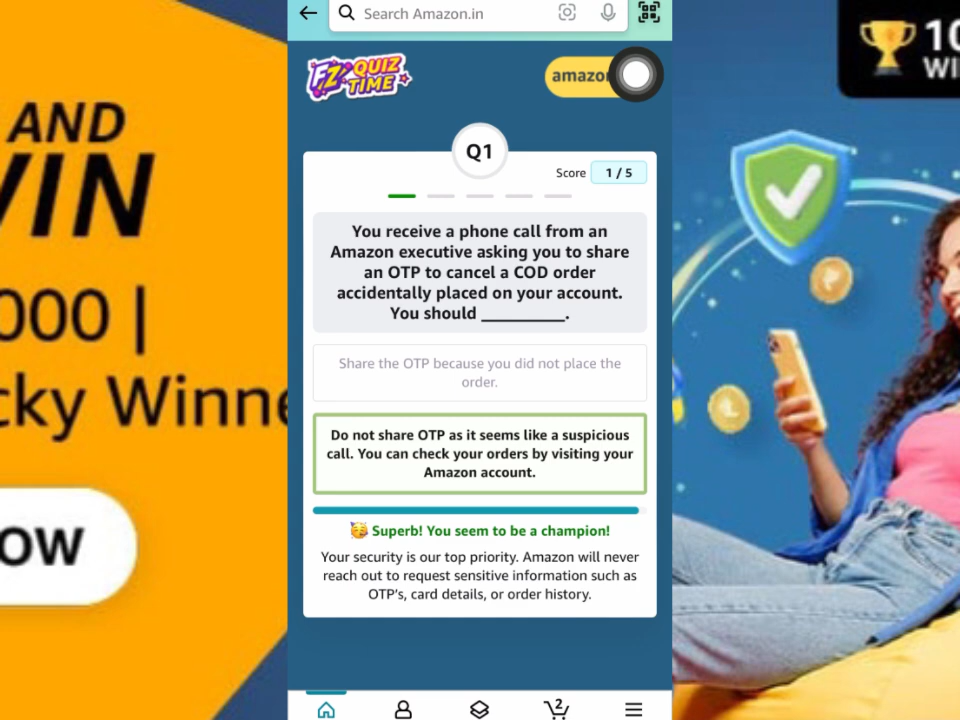 AND
WIN
000 |
cky Winne
OW
Search Amazon.in
FZ QUIZ
TIME
amazo
Q1
Score 1 / 5
You receive a phone call from an
Amazon executive asking you to share
an OTP to cancel a COD order
accidentally placed on your account.
You should __________.
Share the OTP because you did not place the
order.
Do not share OTP as it seems like a suspicious
call. You can check your orders by visiting your
Amazon account.
🥳 Superb! You seem to be a champion!
Your security is our top priority. Amazon will never
reach out to request sensitive information such as
OTP's, card details, or order history.
2
10
WI